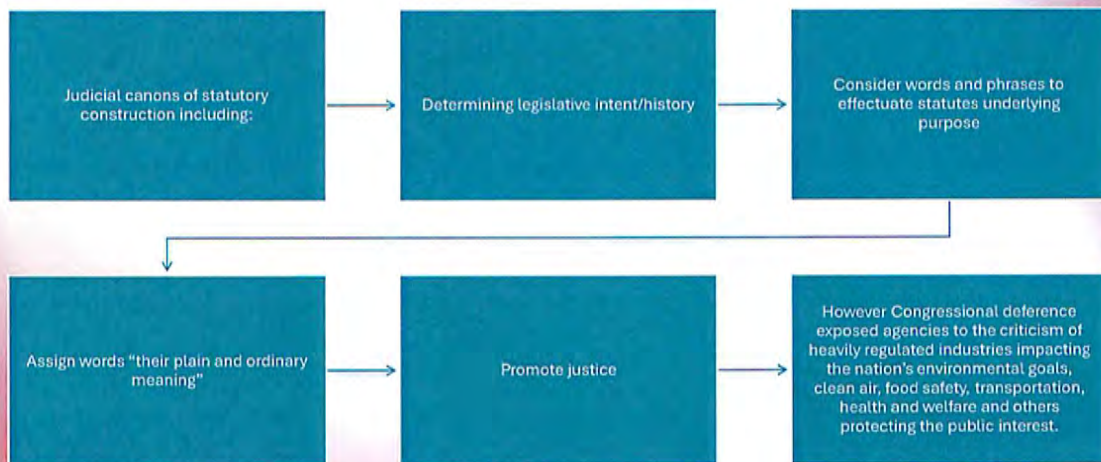 Judicial canons of statutory
construction including:
Determining legislative intent/history
Consider words and phrases to
effectuate statutes underlying
purpose
Assign words “their plain and ordinary
meaning”
Promote justice
However Congressional deference
exposed agencies to the criticism of
heavily regulated industries impacting
the nation’s environmental goals,
clean air, food safety, transportation,
health and welfare and others
protecting the public interest.